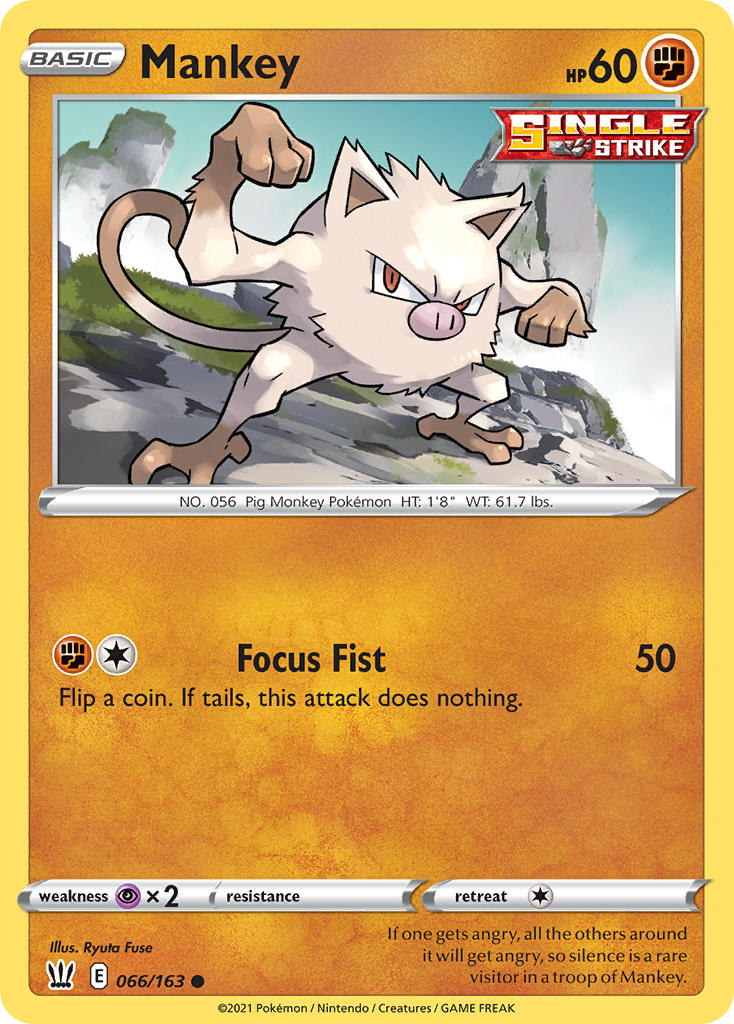 BASIC Mankey HP60
SINGLE
STRIKE
NO. 056 Pig Monkey Pokémon HT: 1'8" WT: 61.7 lbs.
Focus Fist 50
Flip a coin. If tails, this attack does nothing.
weakness ×2 resistance retreat
Illus. Ryuta Fuse
If one gets angry, all the others around
it will get angry, so silence is a rare
visitor in a troop of Mankey.
E 066/163
©2021 Pokémon / Nintendo / Creatures / GAME FREAK